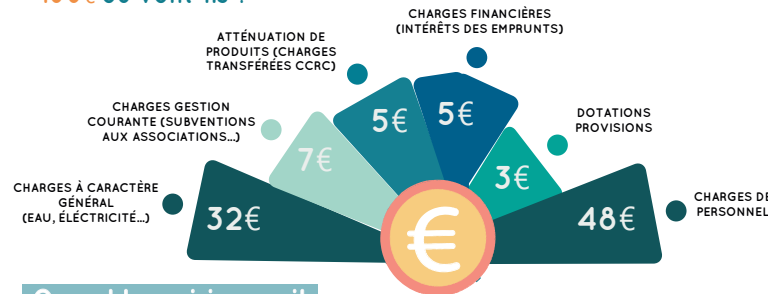 CHARGES FINANCIÈRES
(INTÉRÊTS DES EMPRUNTS)
ATTÉNUATION DE
PRODUITS (CHARGES
TRANSFÉRÉES CCRC)
CHARGES GESTION
COURANTE (SUBVENTIONS
AUX ASSOCIATIONS...)
DOTATIONS
PROVISIONS
CHARGES À CARACTÈRE
GÉNÉRAL
(EAU, ÉLÉCTRICITÉ...)
CHARGES DE
PERSONNEL
32€
7€
5€
5€
3€
48€
€